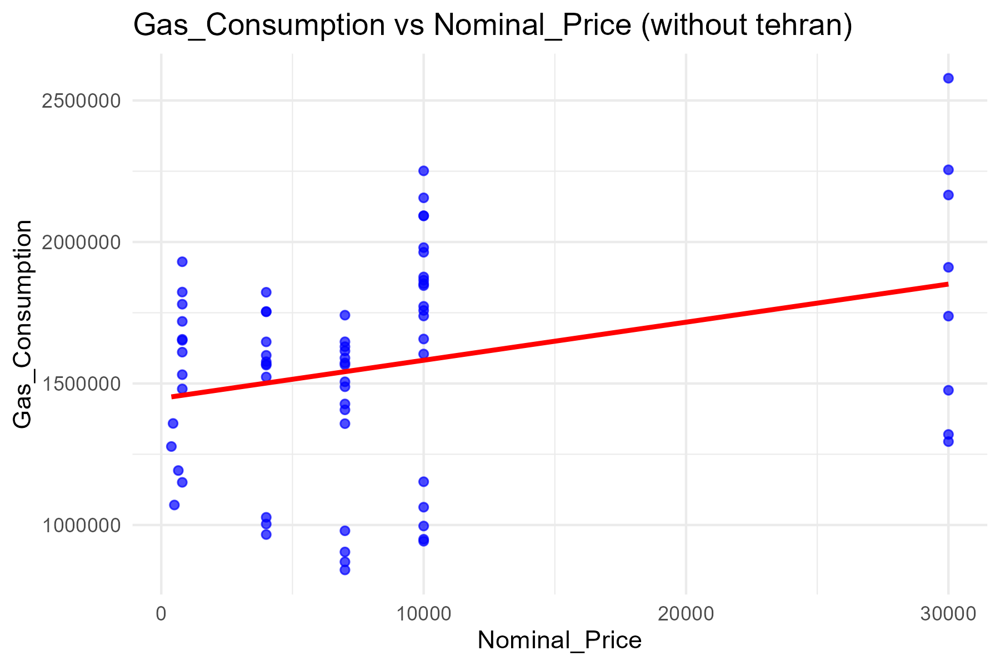 Gas_Consumption vs Nominal_Price (without tehran)
Gas_Consumption
2500000
2000000
1500000
1000000
0 10000 20000 30000
Nominal_Price